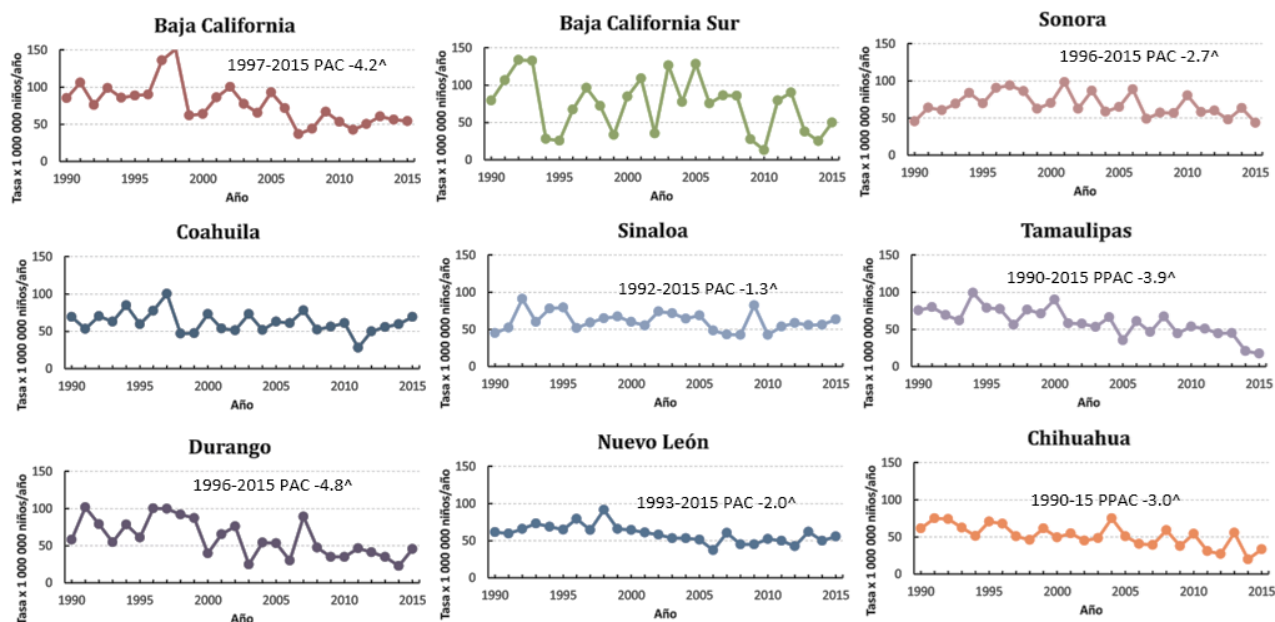 Baja California
Tasa x 1 000 000 niños/año
150
100
50
0
1997-2015 PAC -4.2^
1990 1995 2000 2005 2010 2015
Año
Baja California Sur
Tasa x 1 000 000 niños/año
150
100
50
0
1990 1995 2000 2005 2010 2015
Año
Sonora
Tasa x 1 000 000 niños/año
150
100
50
0
1996-2015 PAC -2.7^
1990 1995 2000 2005 2010 2015
Año
Coahuila
Tasa x 1 000 000 niños/año
150
100
50
0
1990 1995 2000 2005 2010 2015
Año
Sinaloa
Tasa x 1 000 000 niños/año
150
100
50
0
1992-2015 PAC -1.3^
1990 1995 2000 2005 2010 2015
Año
Tamaulipas
Tasa x 1 000 000 niños/año
150
100
50
0
1990-2015 PPAC -3.9^
1990 1995 2000 2005 2010 2015
Año
Durango
Tasa x 1 000 000 niños/año
150
100
50
0
1996-2015 PAC -4.8^
1990 1995 2000 2005 2010 2015
Año
Nuevo León
Tasa x 1 000 000 niños/año
150
100
50
0
1993-2015 PAC -2.0^
1990 1995 2000 2005 2010 2015
Año
Chihuahua
Tasa x 1 000 000 niños/año
150
100
50
0
1990-15 PPAC -3.0^
1990 1995 2000 2005 2010 2015
Año